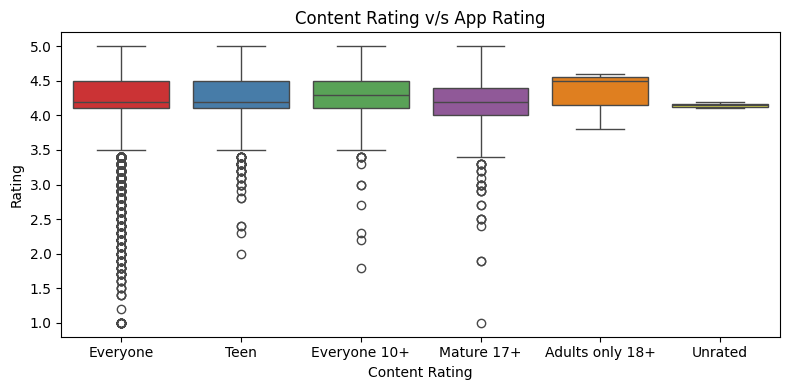 Content Rating v/s App Rating
Rating
5.0
4.5
4.0
3.5
3.0
2.5
2.0
1.5
1.0
Everyone Teen Everyone 10+ Mature 17+ Adults only 18+ Unrated
Content Rating